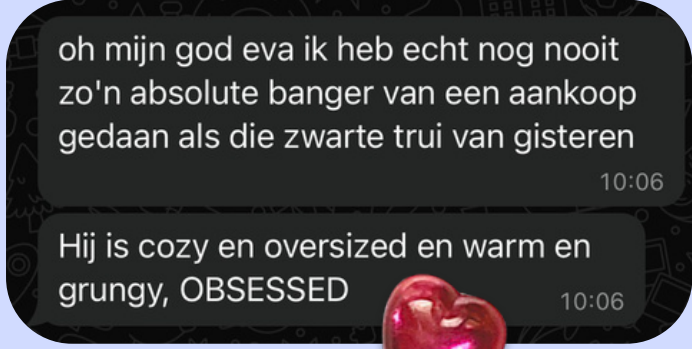 oh mijn god eva ik heb echt nog nooit
zo'n absolute banger van een aankoop
gedaan als die zwarte trui van gisteren
10:06
Hij is cozy en oversized en warm en
grungy, OBSESSED
10:06